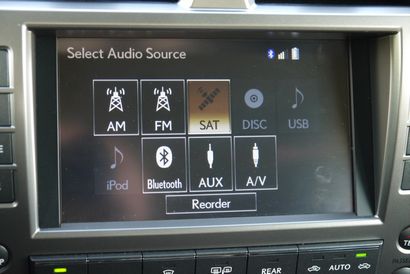 Select Audio Source
AM FM SAT DISC USB
iPod Bluetooth AUX A/V
Reorder
REAR AUTO